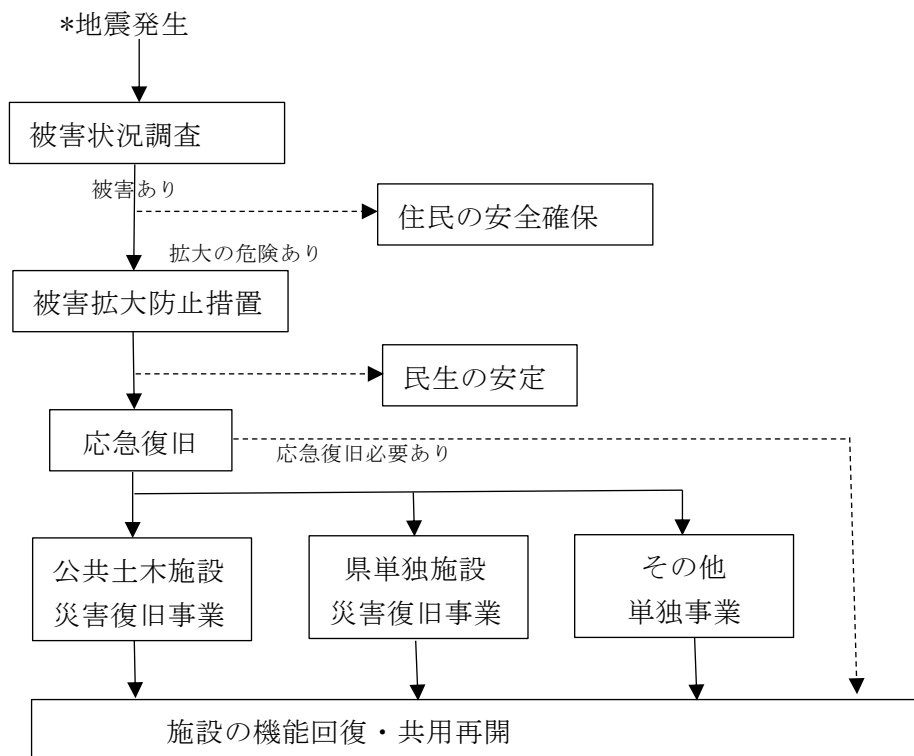 *地震発生
被害状況調査
被害あり
住民の安全確保
拡大の危険あり
被害拡大防止措置
民生の安定
応急復旧
応急復旧必要あり
公共土木施設
災害復旧事業
県単独施設
災害復旧事業
その他
単独事業
施設の機能回復・共用再開